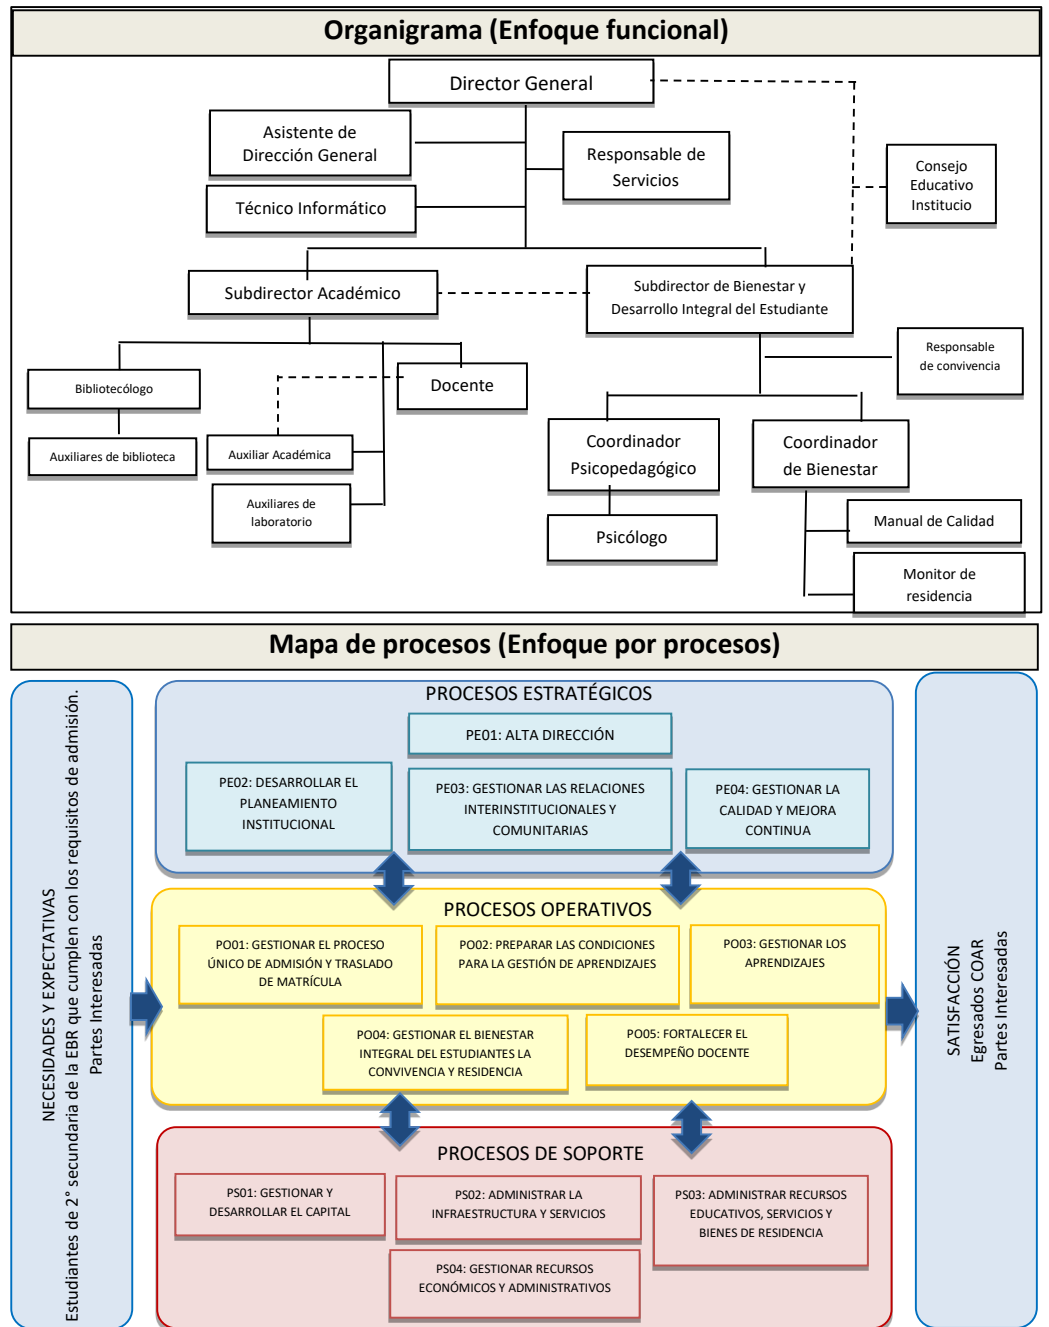 Organigrama (Enfoque funcional)
Director General
Asistente de
Dirección General
Responsable de
Servicios
Consejo
Educativo
Institucio
Técnico Informático
Subdirector Académico
Subdirector de Bienestar y
Desarrollo Integral del Estudiante
Responsable
de convivencia
Bibliotecólogo
Docente
Auxiliares de biblioteca
Auxiliar Académica
Auxiliares de
laboratorio
Coordinador
Psicopedagógico
Coordinador
de Bienestar
Psicólogo
Manual de Calidad
Monitor de
residencia
Mapa de procesos (Enfoque por procesos)
NECESIDADES Y EXPECTATIVAS
Estudiantes de 2° secundaria de la EBR que cumplen con los requisitos de admisión.
Partes Interesadas
PROCESOS ESTRATÉGICOS
PE01: ALTA DIRECCIÓN
PE02: DESARROLLAR EL
PLANEAMIENTO
INSTITUCIONAL
PE03: GESTIONAR LAS RELACIONES
INTERINSTITUCIONALES Y
COMUNITARIAS
PE04: GESTIONAR LA
CALIDAD Y MEJORA
CONTINUA
PROCESOS OPERATIVOS
PO01: GESTIONAR EL PROCESO
ÚNICO DE ADMISIÓN Y TRASLADO
DE MATRÍCULA
PO02: PREPARAR LAS CONDICIONES
PARA LA GESTIÓN DE APRENDIZAJES
PO03: GESTIONAR LOS
APRENDIZAJES
PO04: GESTIONAR EL BIENESTAR
INTEGRAL DEL ESTUDIANTES LA
CONVIVENCIA Y RESIDENCIA
PO05: FORTALECER EL
DESEMPEÑO DOCENTE
PROCESOS DE SOPORTE
PS01: GESTIONAR Y
DESARROLLAR EL CAPITAL
PS02: ADMINISTRAR LA
INFRAESTRUCTURA Y SERVICIOS
PS03: ADMINISTRAR RECURSOS
EDUCATIVOS, SERVICIOS Y
BIENES DE RESIDENCIA
PS04: GESTIONAR RECURSOS
ECONÓMICOS Y ADMINISTRATIVOS
SATISFACCIÓN
Egresados COAR
Partes Interesadas